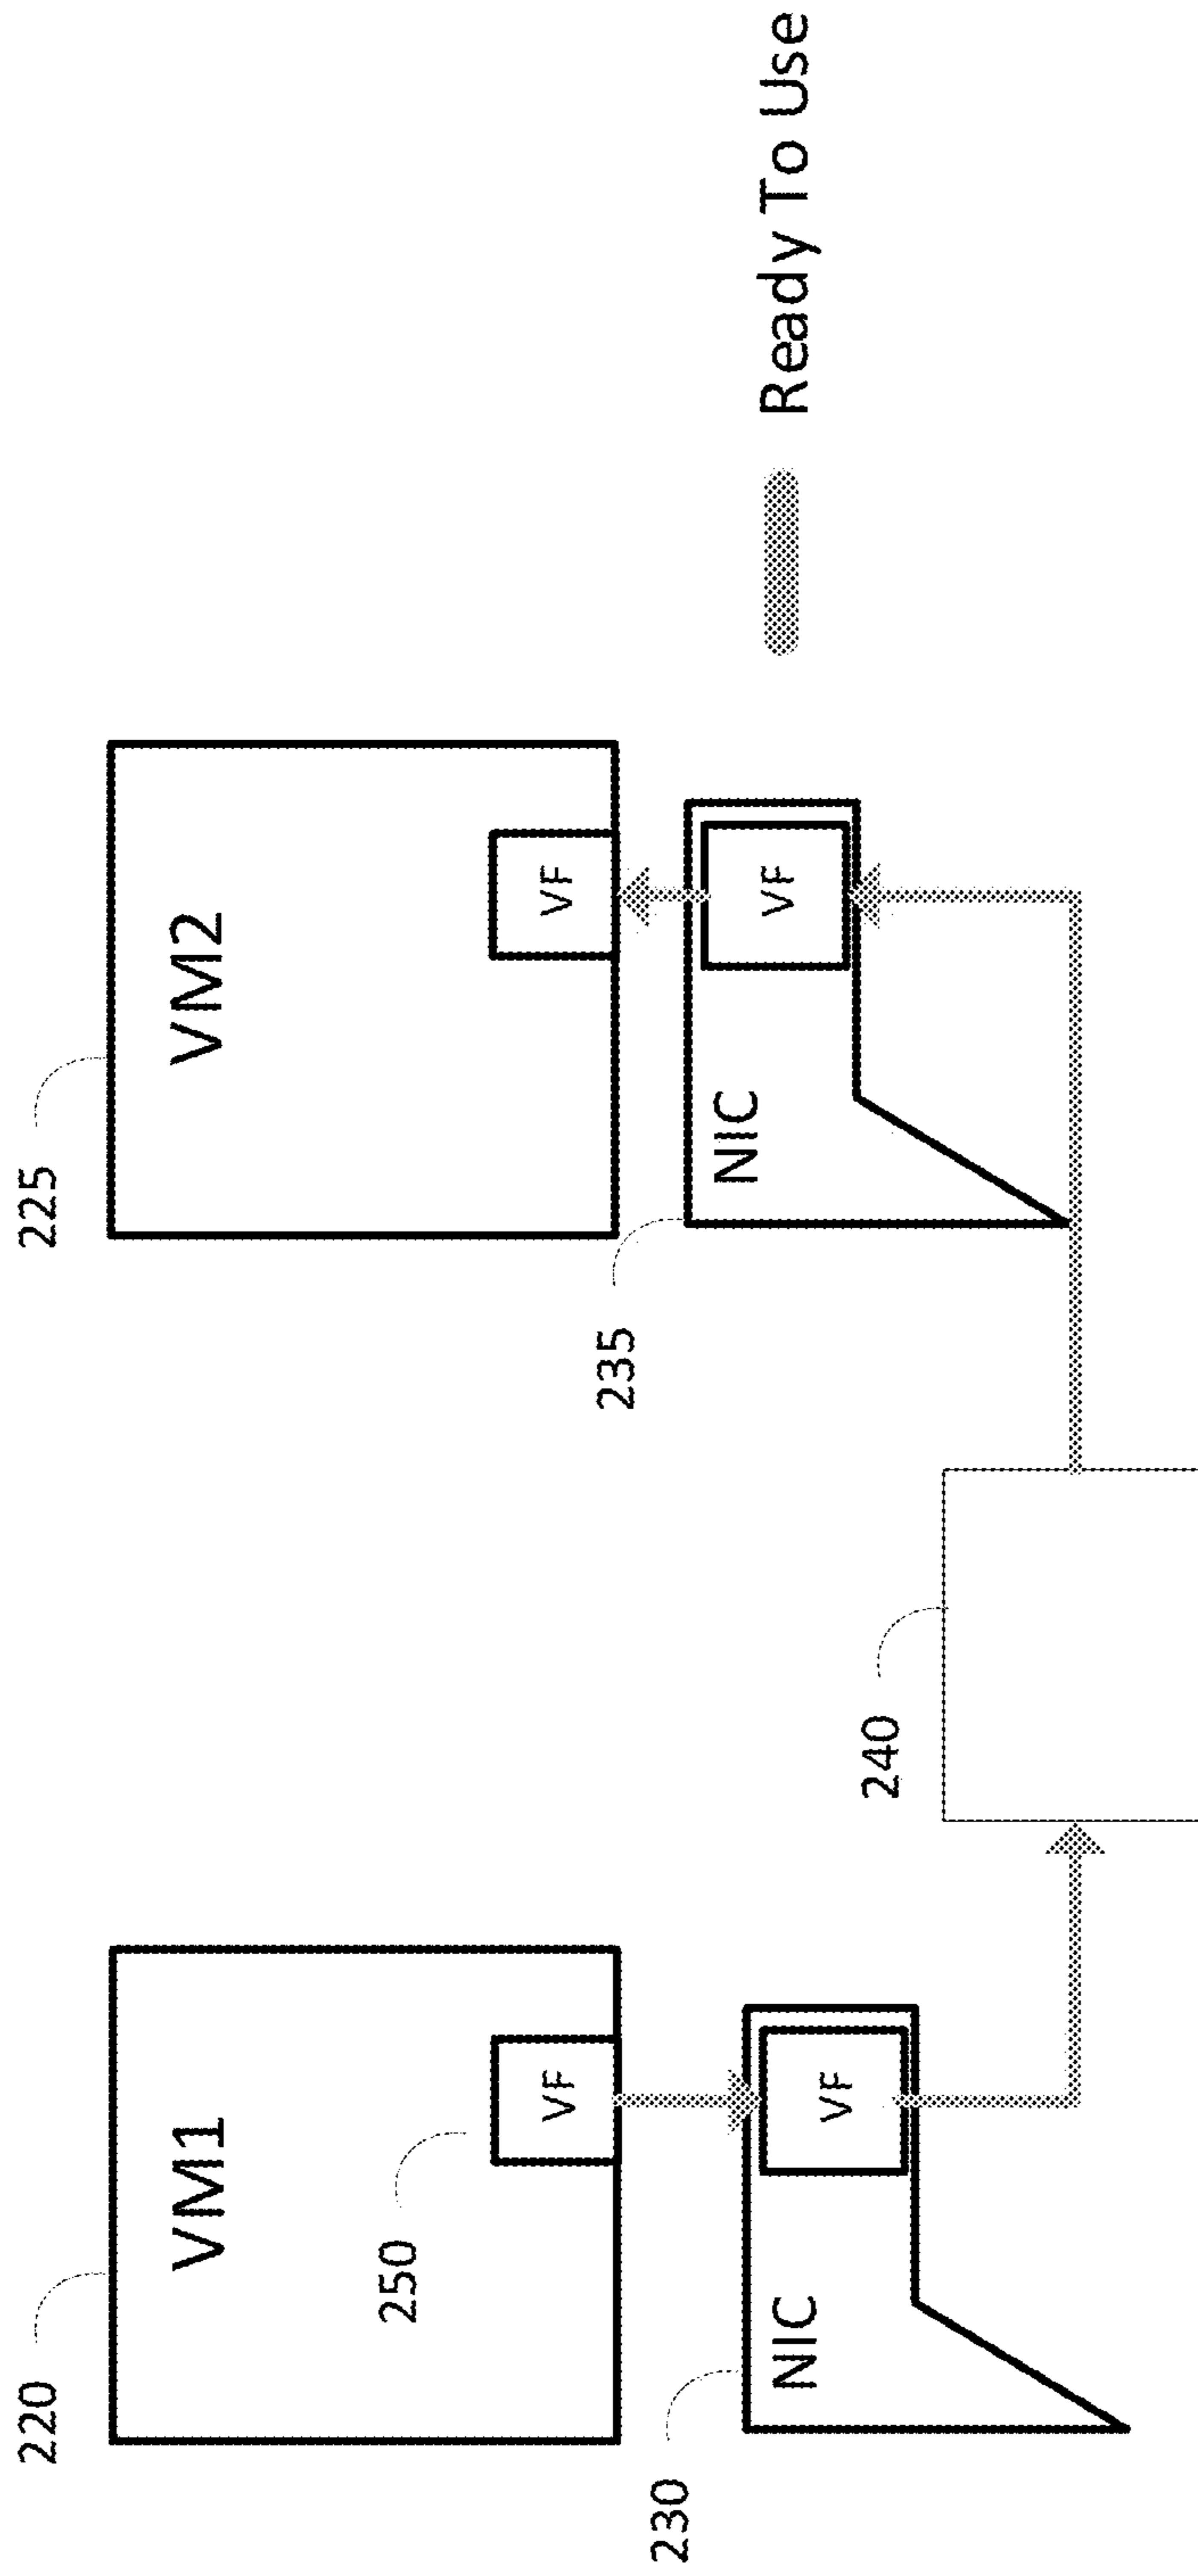 220
VM1
250
VF
225
VM2
VF
230
NIC
VF
235
NIC
VF
240
Ready To Use